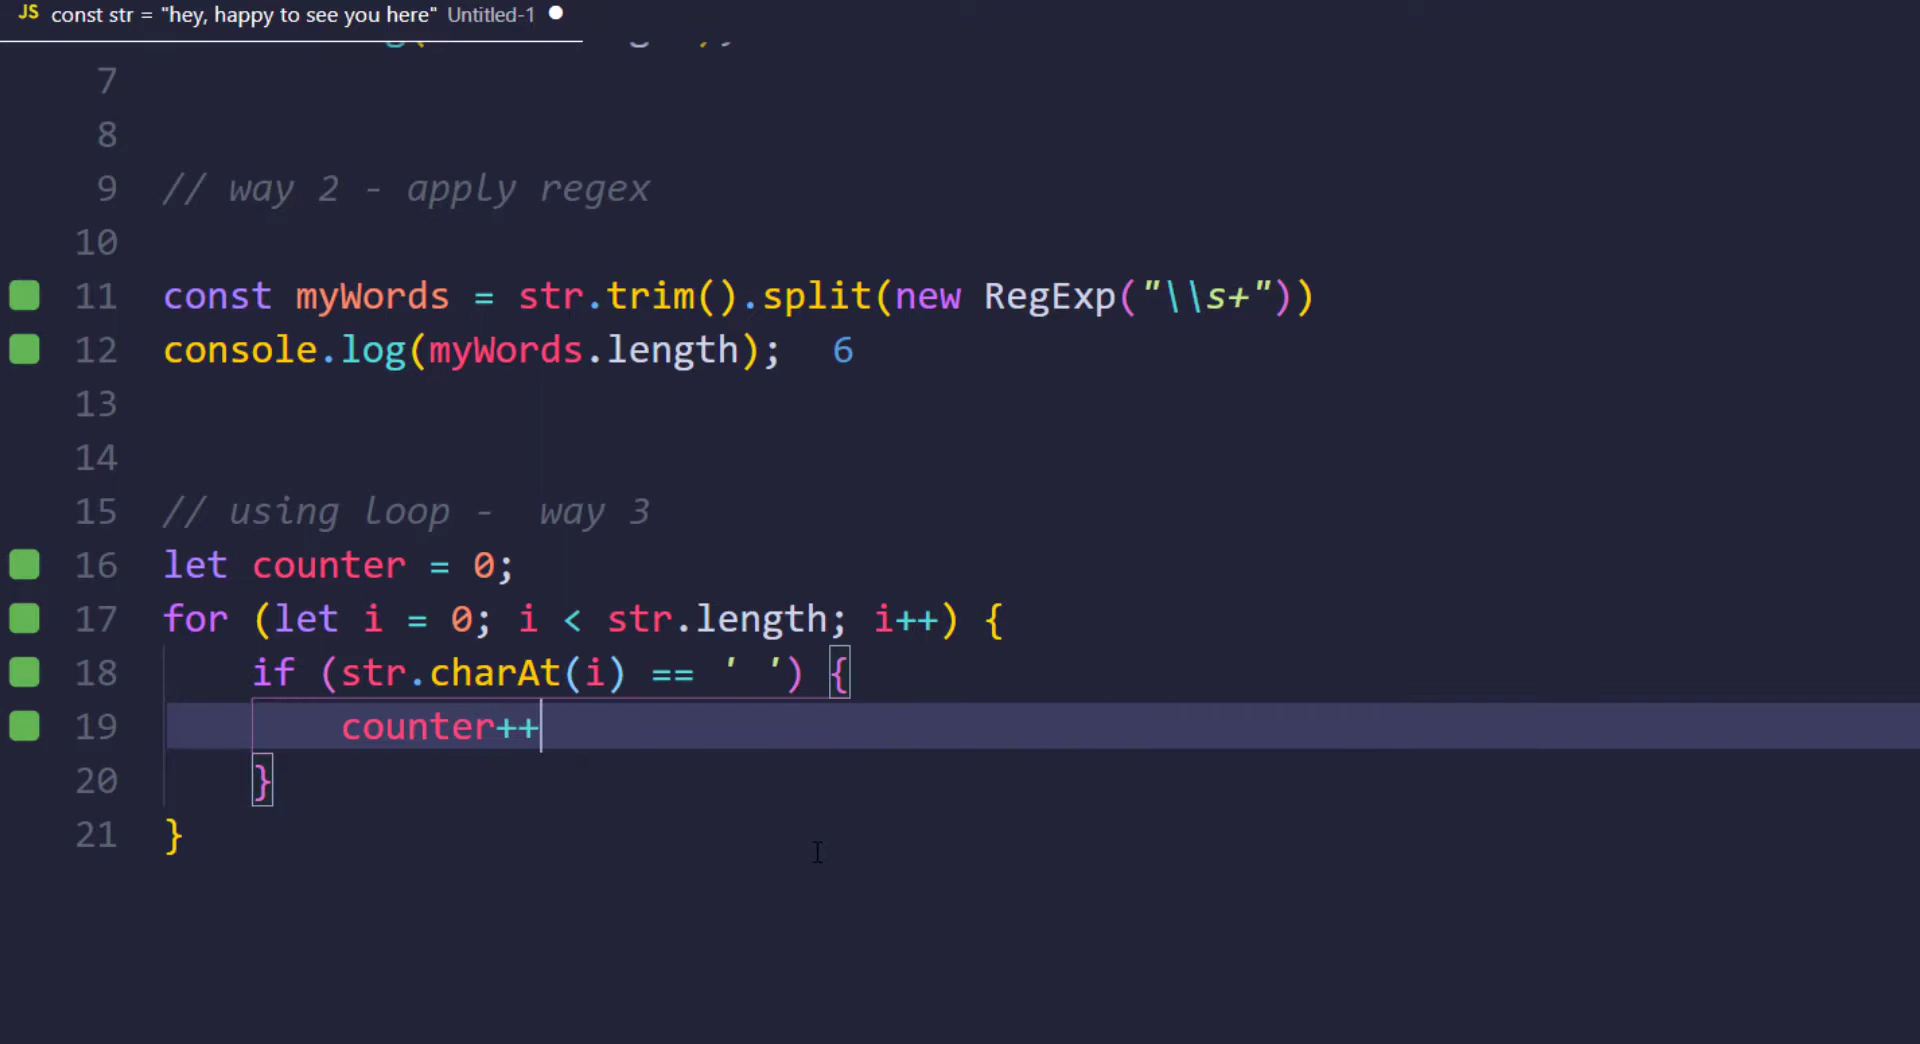 JS const str = "hey, happy to see you here" Untitled-1
7
8
9 // way 2 - apply regex
10
11 const myWords = str.trim().split(new RegExp("\\s+"))
12 console.log(myWords.length); 6
13
14
15 // using loop -  way 3
16 let counter = 0;
17 for (let i = 0; i < str.length; i++) {
18 if (str.charAt(i) == ' ') {
19 counter++
20 }
21 }